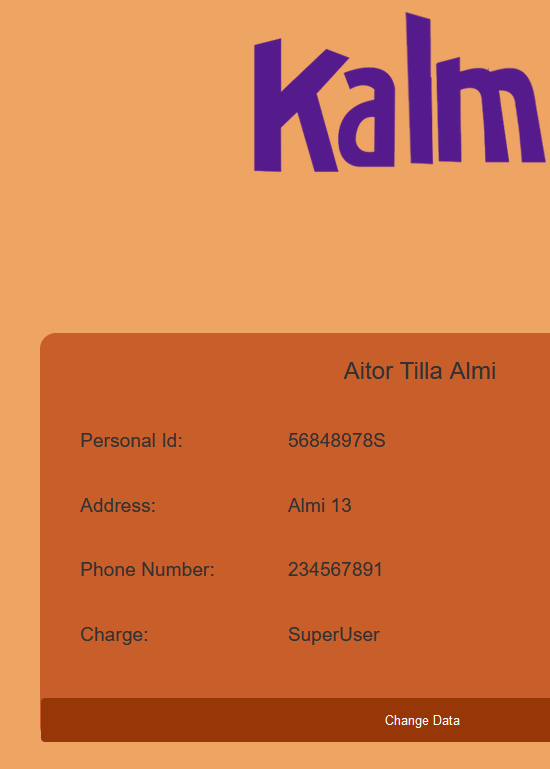 Kalm
Aitor Tilla Almi
Personal Id: 56848978S
Address: Almi 13
Phone Number: 234567891
Charge: SuperUser
Change Data